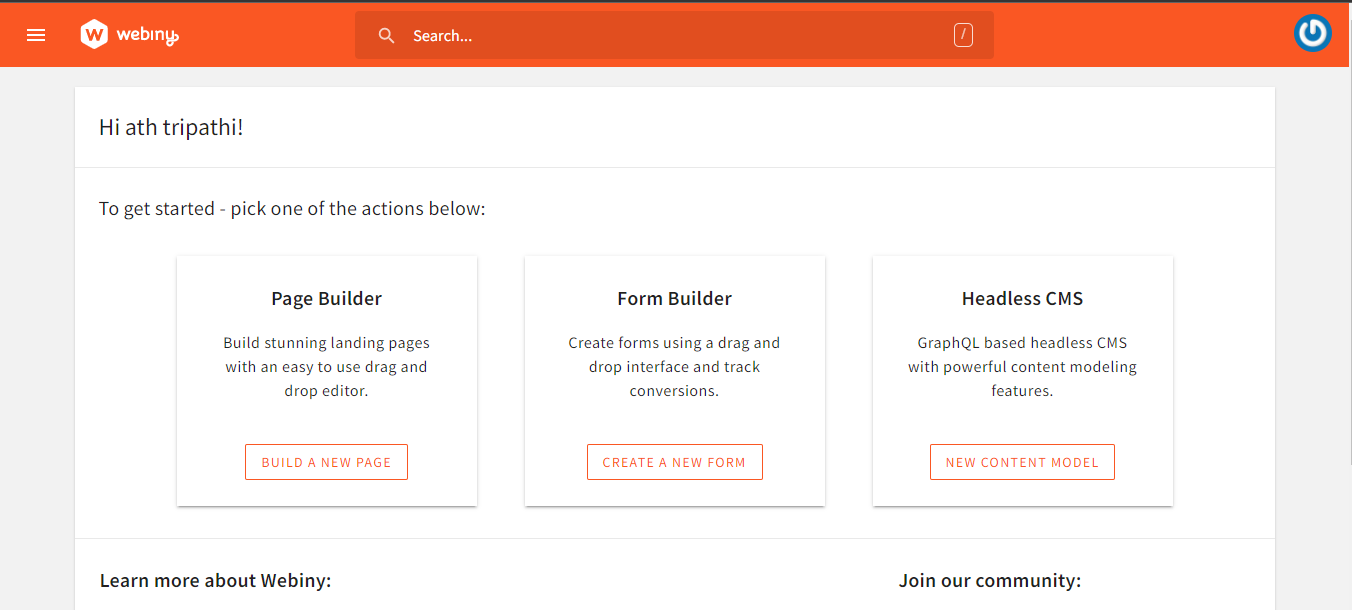 webiny
Search...
/
Hi ath tripathi!
To get started - pick one of the actions below:
Page Builder
Build stunning landing pages
with an easy to use drag and
drop editor.
BUILD A NEW PAGE
Form Builder
Create forms using a drag and
drop interface and track
conversions.
CREATE A NEW FORM
Headless CMS
GraphQL based headless CMS
with powerful content modeling
features.
NEW CONTENT MODEL
Learn more about Webiny:
Join our community: